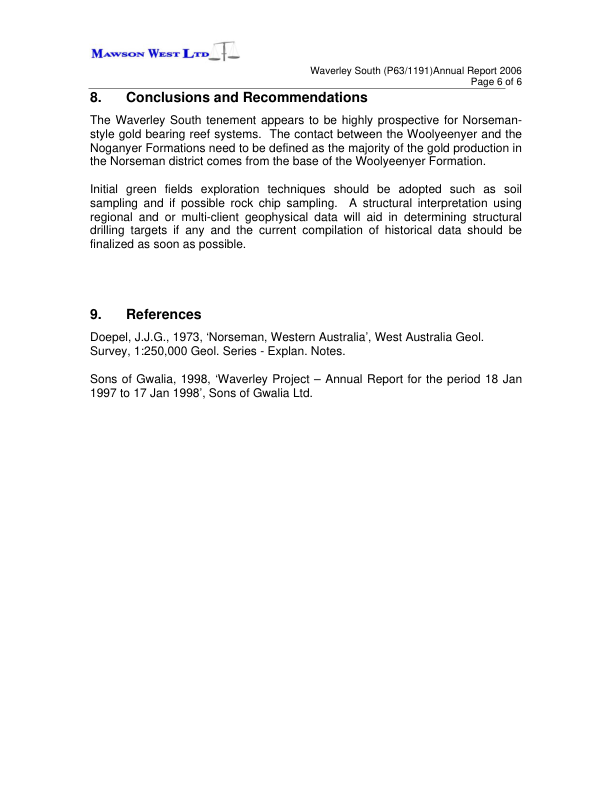 MAWSON WEST LTD
Waverley South (P63/1191)Annual Report 2006
Page 6 of 6
8. Conclusions and Recommendations
The Waverley South tenement appears to be highly prospective for Norseman-
style gold bearing reef systems. The contact between the Woolyeenyer and the
Noganyer Formations need to be defined as the majority of the gold production in
the Norseman district comes from the base of the Woolyeenyer Formation.
Initial green fields exploration techniques should be adopted such as soil
sampling and if possible rock chip sampling. A structural interpretation using
regional and or multi-client geophysical data will aid in determining structural
drilling targets if any and the current compilation of historical data should be
finalized as soon as possible.
9. References
Doepel, J.J.G., 1973, ‘Norseman, Western Australia’, West Australia Geol.
Survey, 1:250,000 Geol. Series - Explan. Notes.
Sons of Gwalia, 1998, ‘Waverley Project – Annual Report for the period 18 Jan
1997 to 17 Jan 1998’, Sons of Gwalia Ltd.